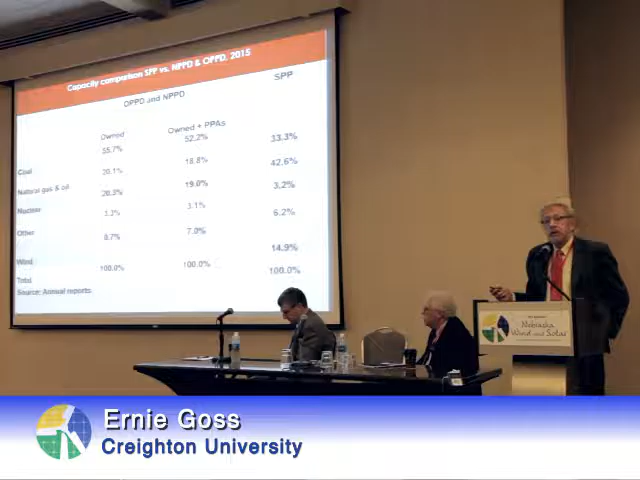 Capacity comparison SPP vs. NPPD & OPPD, 2015
OPPD and NPPD SPP
Owned Owned + PPAs
Coal 55.7% 52.2% 33.3%
Natural gas & oil 20.1% 18.8% 42.6%
Nuclear 20.3% 19.0% 3.2%
Other 3.1% 6.2%
Wind 0.7% 7.0% 14.9%
Total 100.0% 100.0% 100.0%
Source: Annual reports.
Nebraska
Wind and Solar
Ernie Goss
Creighton University